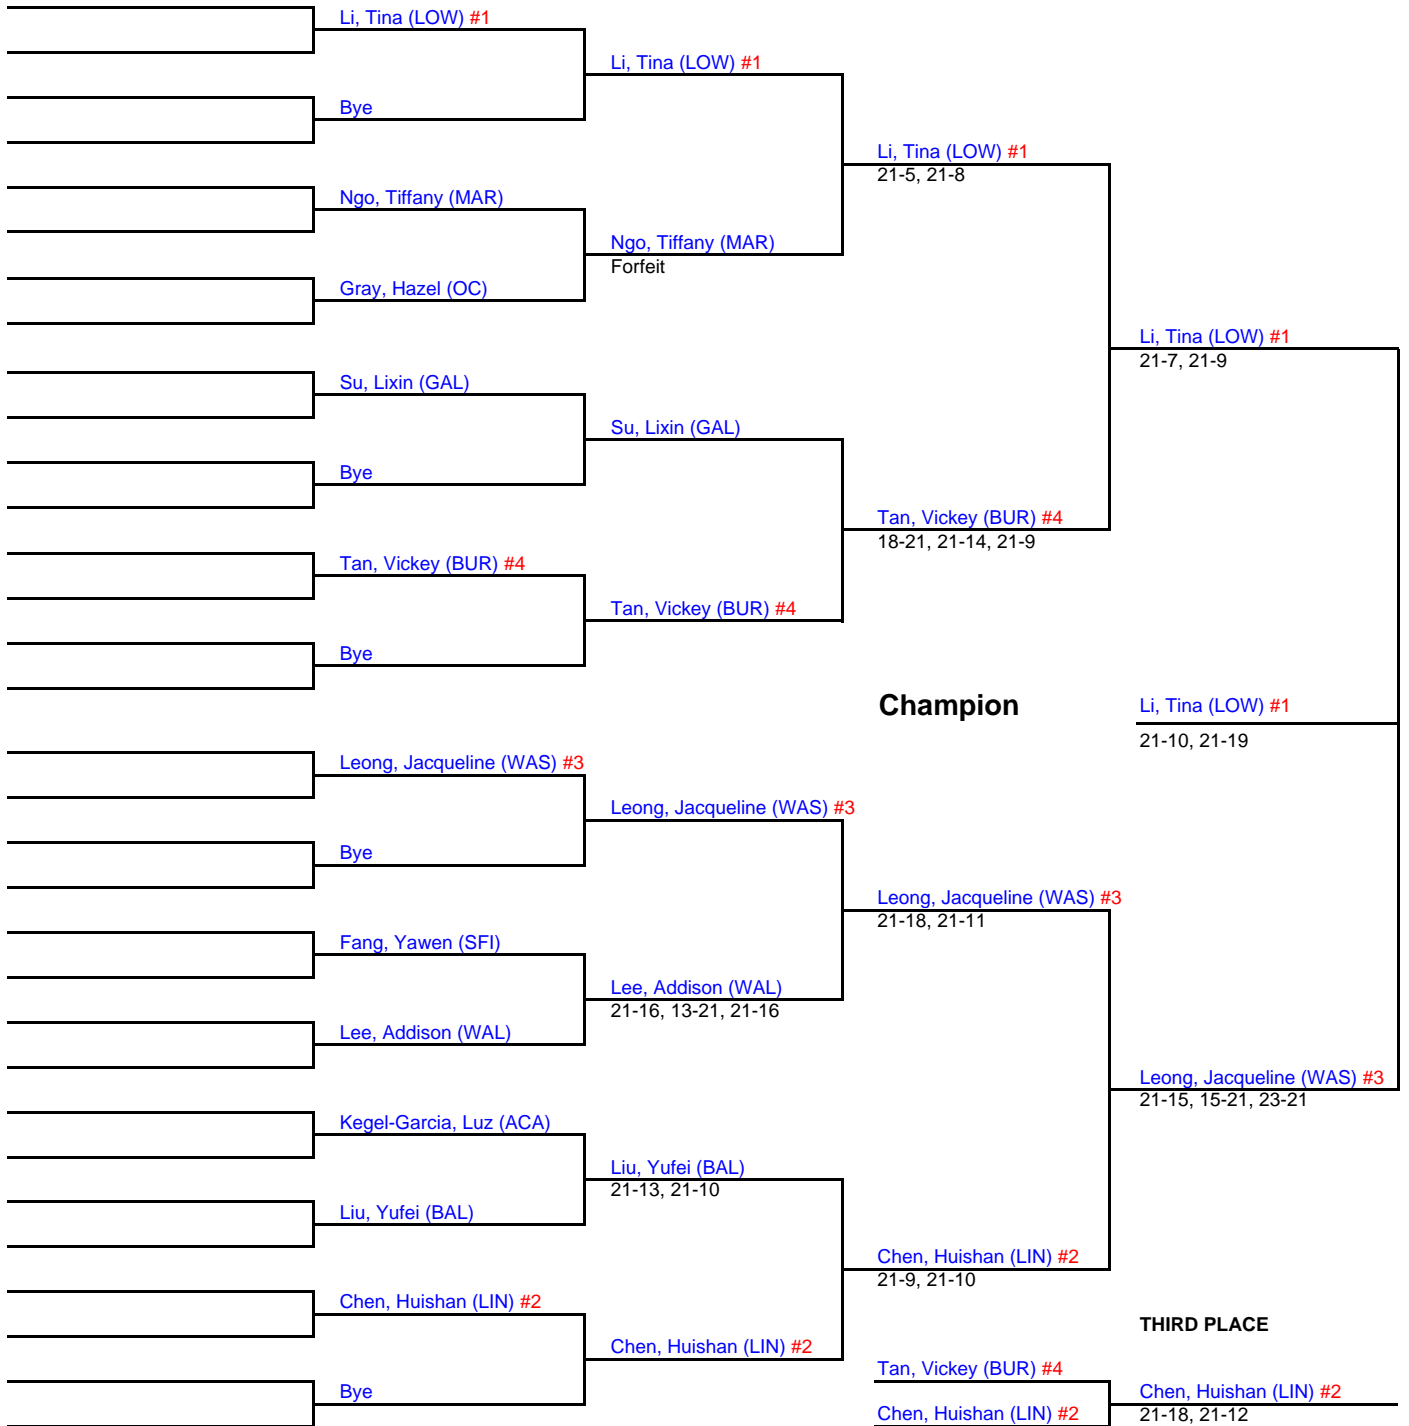 Li, Tina (LOW) #1
Li, Tina (LOW) #1
Bye
Li, Tina (LOW) #1
21-5, 21-8
Ngo, Tiffany (MAR)
Ngo, Tiffany (MAR)
Forfeit
Gray, Hazel (OC)
Li, Tina (LOW) #1
21-7, 21-9
Su, Lixin (GAL)
Su, Lixin (GAL)
Bye
Tan, Vickey (BUR) #4
18-21, 21-14, 21-9
Tan, Vickey (BUR) #4
Tan, Vickey (BUR) #4
Bye
Champion
Li, Tina (LOW) #1
21-10, 21-19
Leong, Jacqueline (WAS) #3
Leong, Jacqueline (WAS) #3
Bye
Leong, Jacqueline (WAS) #3
21-18, 21-11
Fang, Yawen (SFI)
Lee, Addison (WAL)
21-16, 13-21, 21-16
Lee, Addison (WAL)
Leong, Jacqueline (WAS) #3
21-15, 15-21, 23-21
Kegel-Garcia, Luz (ACA)
Liu, Yufei (BAL)
21-13, 21-10
Liu, Yufei (BAL)
Chen, Huishan (LIN) #2
21-9, 21-10
Chen, Huishan (LIN) #2
THIRD PLACE
Chen, Huishan (LIN) #2
Tan, Vickey (BUR) #4
Bye
Chen, Huishan (LIN) #2
21-18, 21-12
Chen, Huishan (LIN) #2